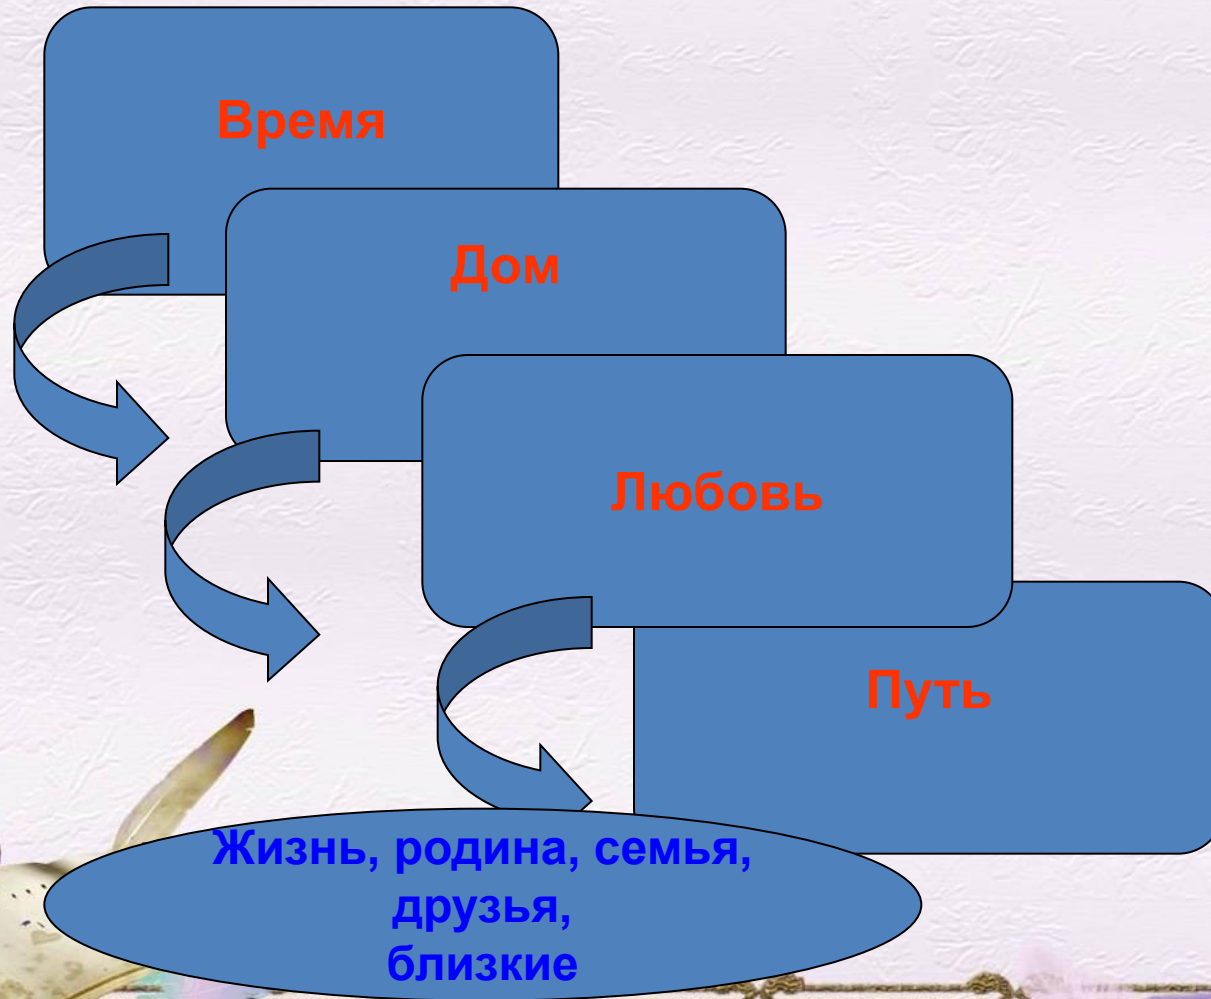 Время
Дом
Любовь
Путь
Жизнь, родина, семья,
друзья,
близкие